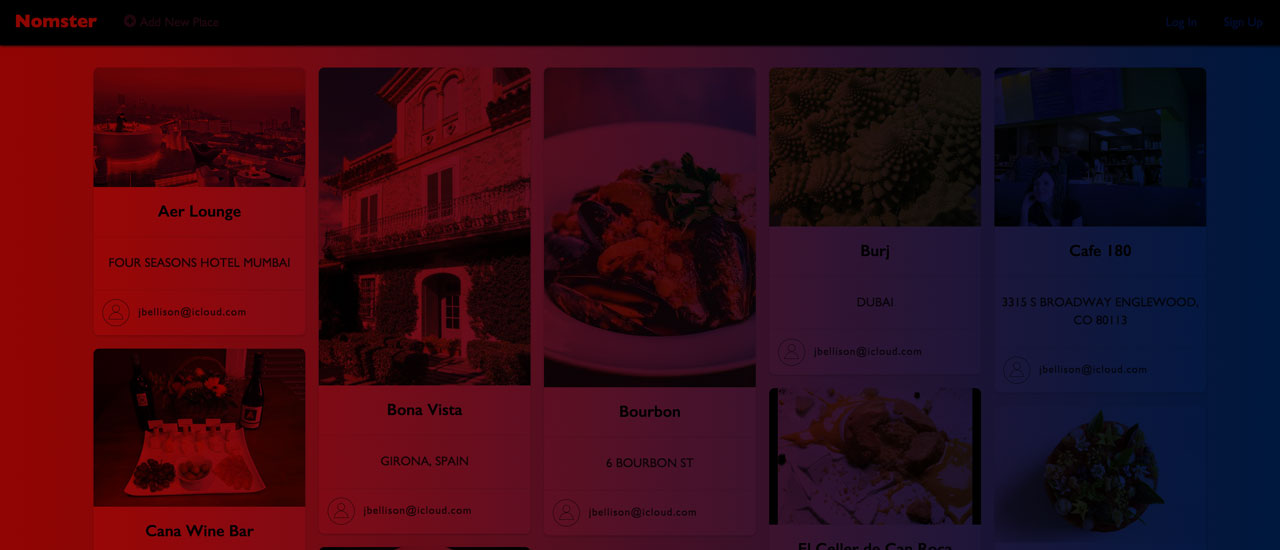 Nomster
Add New Place
Log In
Sign Up
Aer Lounge
FOUR SEASONS HOTEL MUMBAI
jbellison@icloud.com
Cana Wine Bar
Bona Vista
GIRONA, SPAIN
jbellison@icloud.com
Bourbon
6 BOURBON ST
jbellison@icloud.com
Burj
DUBAI
jbellison@icloud.com
El Celler de Can Roca
Cafe 180
3315 S BROADWAY ENGLEWOOD,
CO 80113
jbellison@icloud.com